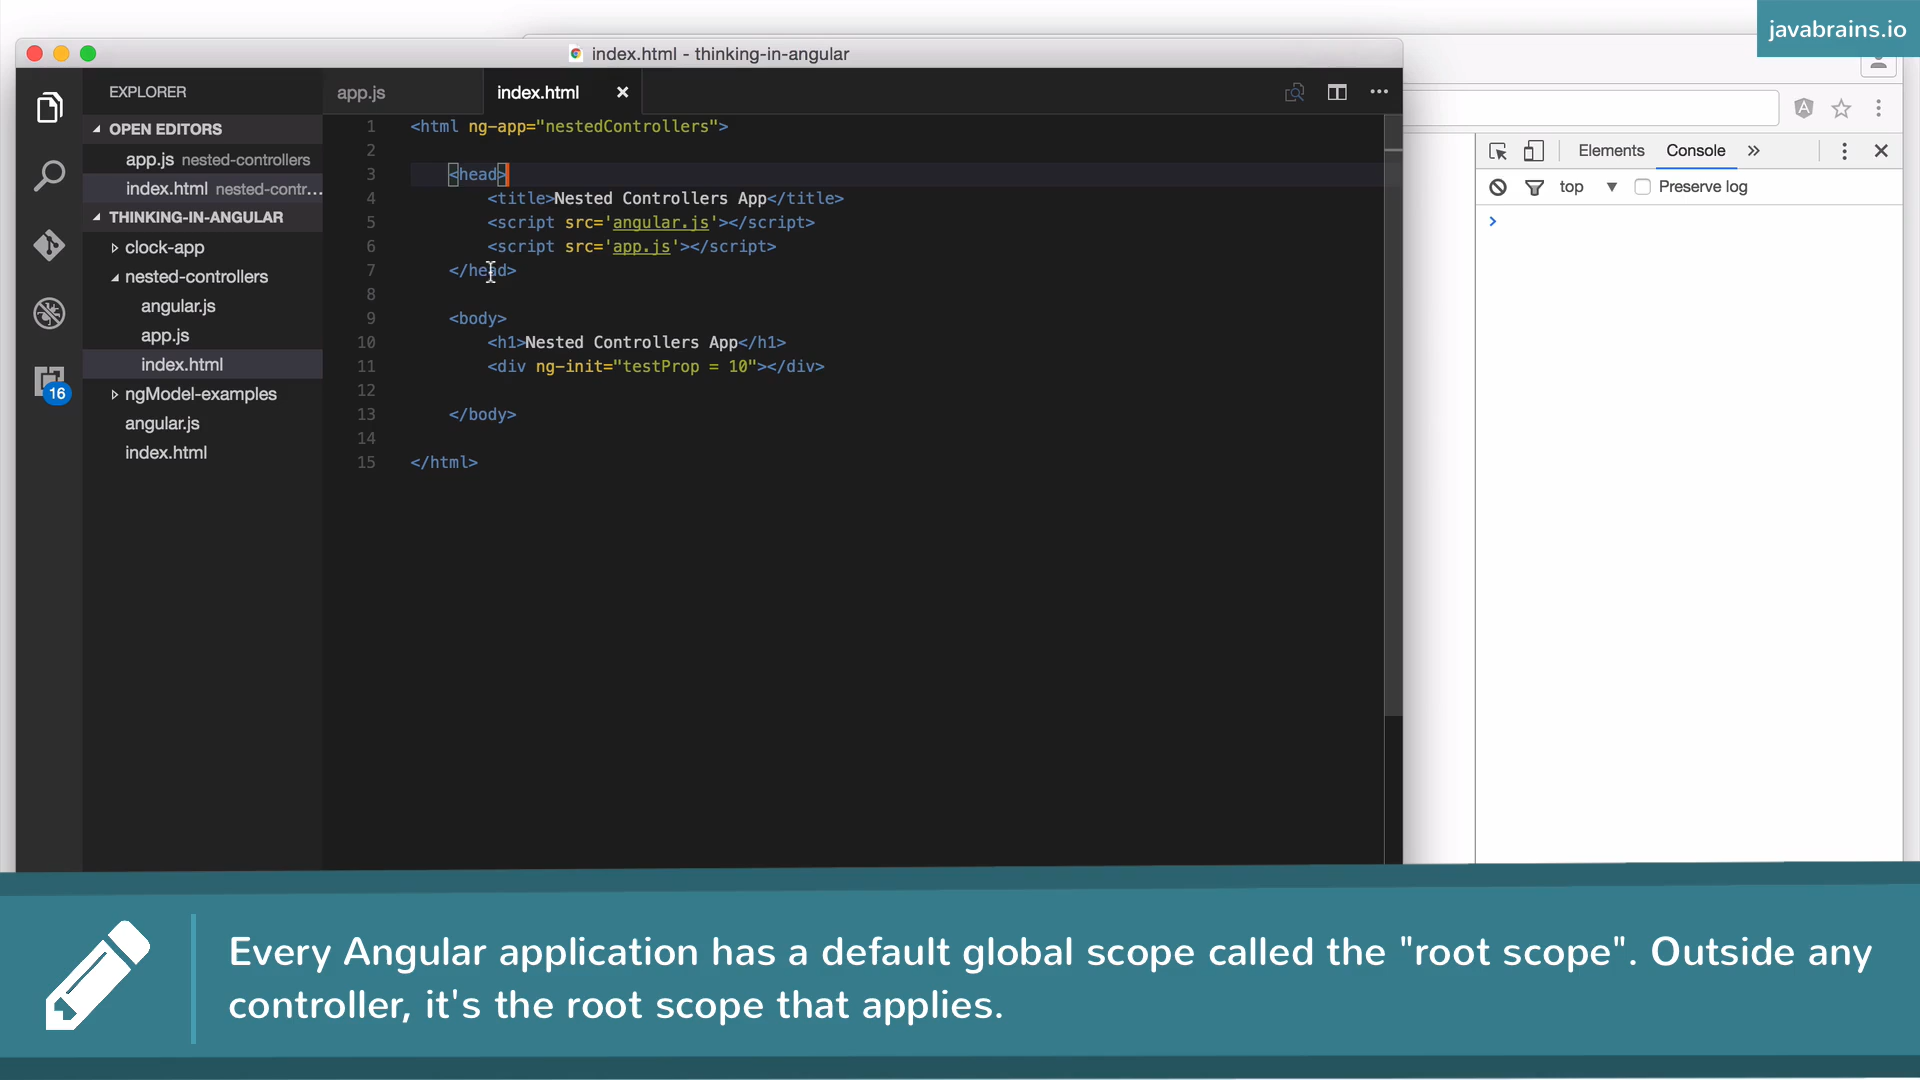 javabrains.io
index.html - thinking-in-angular
EXPLORER
app.js
index.html
OPEN EDITORS
app.js nested-controllers
index.html nested-contr...
THINKING-IN-ANGULAR
clock-app
nested-controllers
angular.js
app.js
index.html
ngModel-examples
angular.js
index.html
16
1 <html ng-app="nestedControllers">
2
3 <head>
4 <title>Nested Controllers App</title>
5 <script src='angular.js'></script>
6 <script src='app.js'></script>
7 </head>
8
9 <body>
10 <h1>Nested Controllers App</h1>
11 <div ng-init="testProp = 10"></div>
12
13 </body>
14
15 </html>
Elements Console »
top ▼ Preserve log
>
Every Angular application has a default global scope called the "root scope". Outside any
controller, it's the root scope that applies.